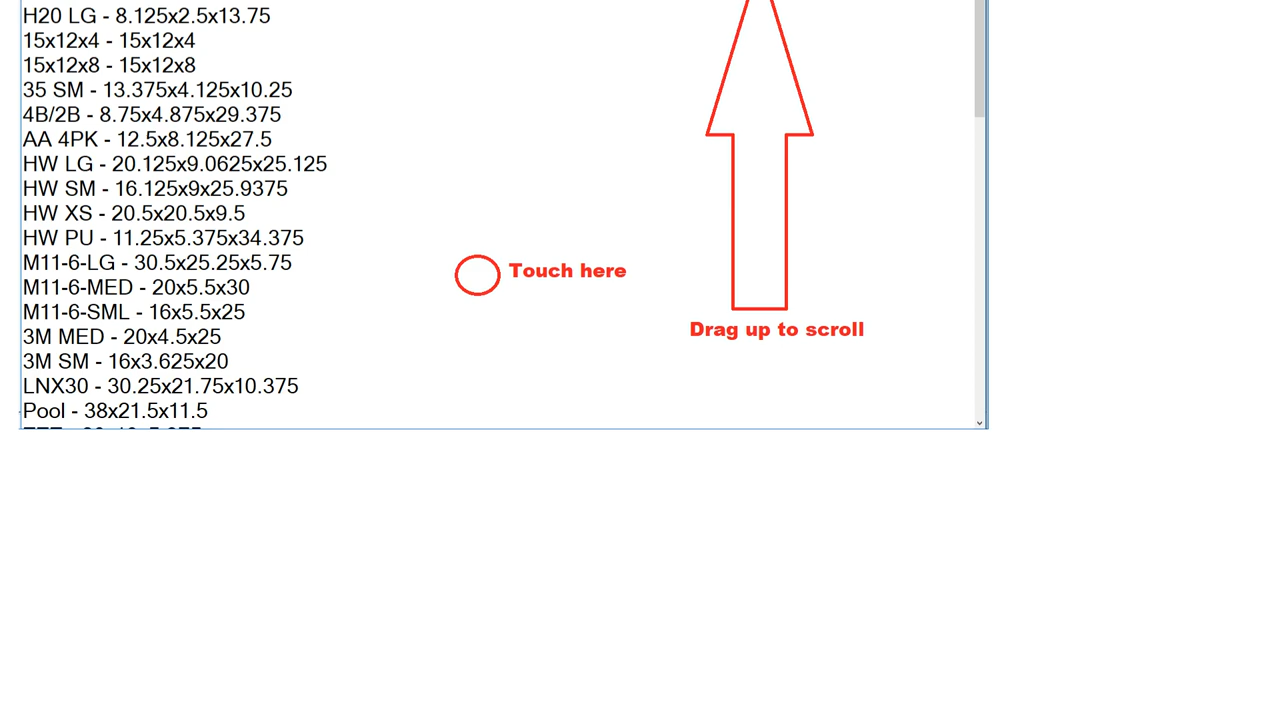 H20 LG - 8.125x2.5x13.75
15x12x4 - 15x12x4
15x12x8 - 15x12x8
35 SM - 13.375x4.125x10.25
4B/2B - 8.75x4.875x29.375
AA 4PK - 12.5x8.125x27.5
HW LG - 20.125x9.0625x25.125
HW SM - 16.125x9x25.9375
HW XS - 20.5x20.5x9.5
HW PU - 11.25x5.375x34.375
M11-6-LG - 30.5x25.25x5.75
Touch here
M11-6-MED - 20x5.5x30
M11-6-SML - 16x5.5x25
Drag up to scroll
3M MED - 20x4.5x25
3M SM - 16x3.625x20
LNX30 - 30.25x21.75x10.375
Pool - 38x21.5x11.5